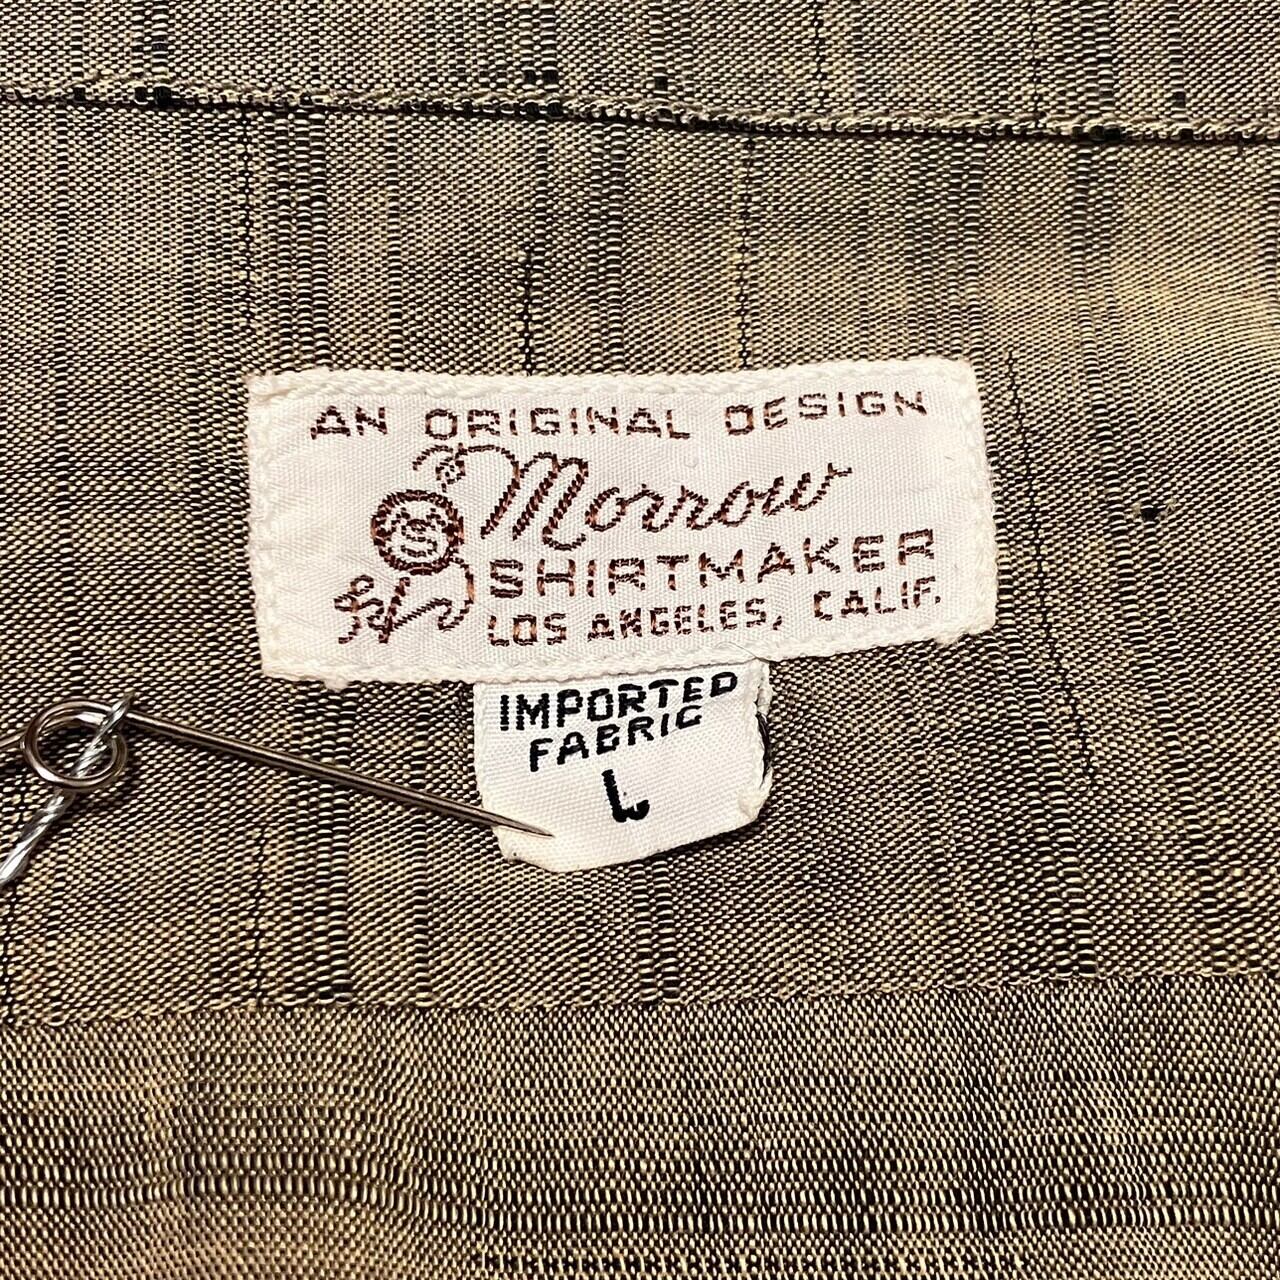 AN ORIGINAL DESIGN
Morrow
SHIRTMAKER
LOS ANGELES, CALIF.
IMPORTED
FABRIC
L